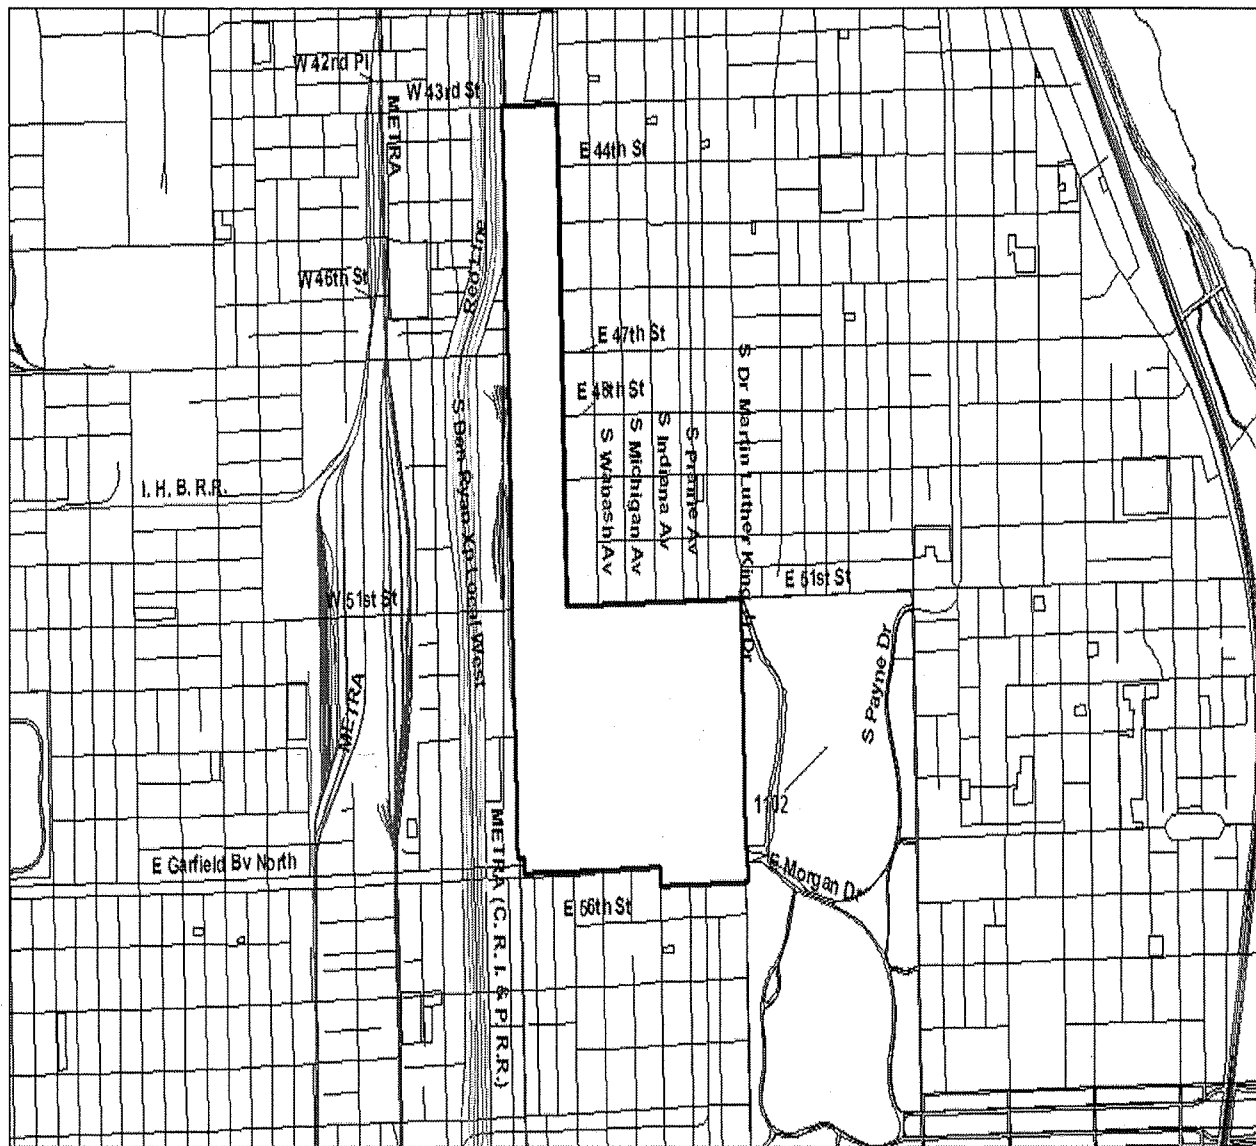 W 42nd Pl
W 43rd St
METRA
E 44th St
Red Line
W 46th St
E 47th St
E 48th St
S Dr Martin Luther King Jr Dr
S Wabash Av
S Michigan Av
S Indiana Av
S Prairie Av
S Dan Ryan Xp Local West
I. H. B. R.R.
E 51st St
W 51st St
S Payne Dr
METRA
1102
METRA (C. R. I. & P. R.R.)
E Garfield Bv North
E Morgan Dr
E 56th St